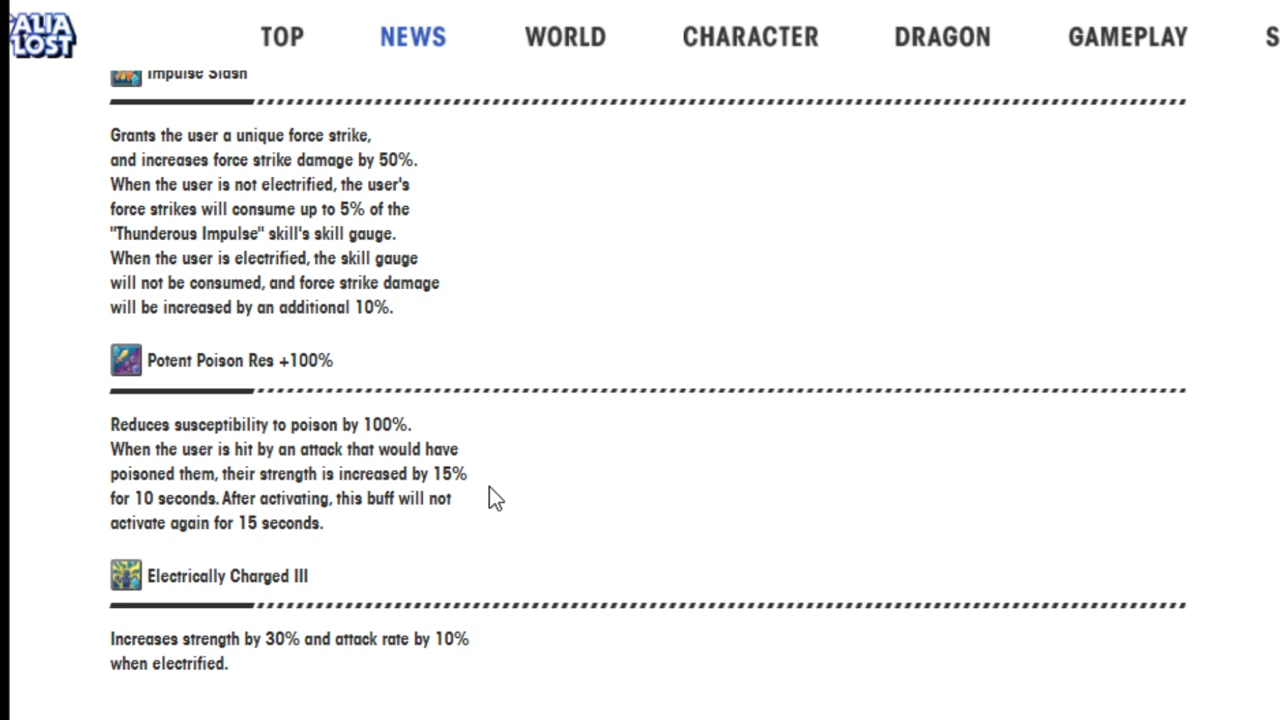 ALIA
LOST
TOP
NEWS
WORLD
CHARACTER
DRAGON
GAMEPLAY
S
Impulse Slash
Grants the user a unique force strike,
and increases force strike damage by 50%.
When the user is not electrified, the user's
force strikes will consume up to 5% of the
"Thunderous Impulse" skill's skill gauge.
When the user is electrified, the skill gauge
will not be consumed, and force strike damage
will be increased by an additional 10%.
Potent Poison Res +100%
Reduces susceptibility to poison by 100%.
When the user is hit by an attack that would have
poisoned them, their strength is increased by 15%
for 10 seconds. After activating, this buff will not
activate again for 15 seconds.
Electrically Charged III
Increases strength by 30% and attack rate by 10%
when electrified.